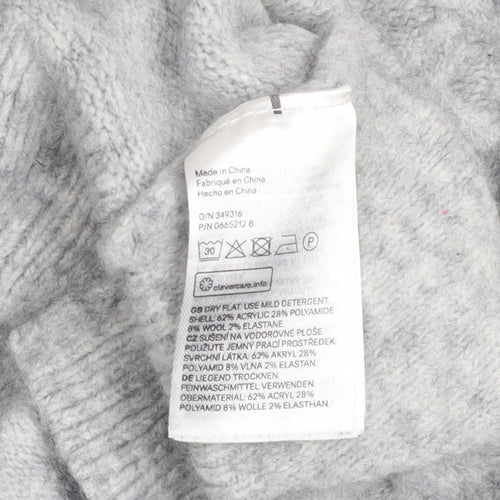 Made in China
Fabriqué en Chine
Hecho en China
O/N 349316
P/N 0665212 8
30
P
clevercare.info
GB DRY FLAT. USE MILD DETERGENT.
SHELL: 62% ACRYLIC 28% POLYAMIDE
8% WOOL 2% ELASTANE.
CZ SUŠENÍ NA VODOROVNÉ PLOŠE.
POUŽIJTE JEMNÝ PRACÍ PROSTŘEDEK.
SVRCHNÍ LÁTKA: 62% AKRYL 28%
POLYAMID 8% VLNA 2% ELASTAN.
DE LIEGEND TROCKNEN.
FEINWASCHMITTEL VERWENDEN.
OBERMATERIAL: 62% ACRYL 28%
POLYAMID 8% WOLLE 2% ELASTHAN.